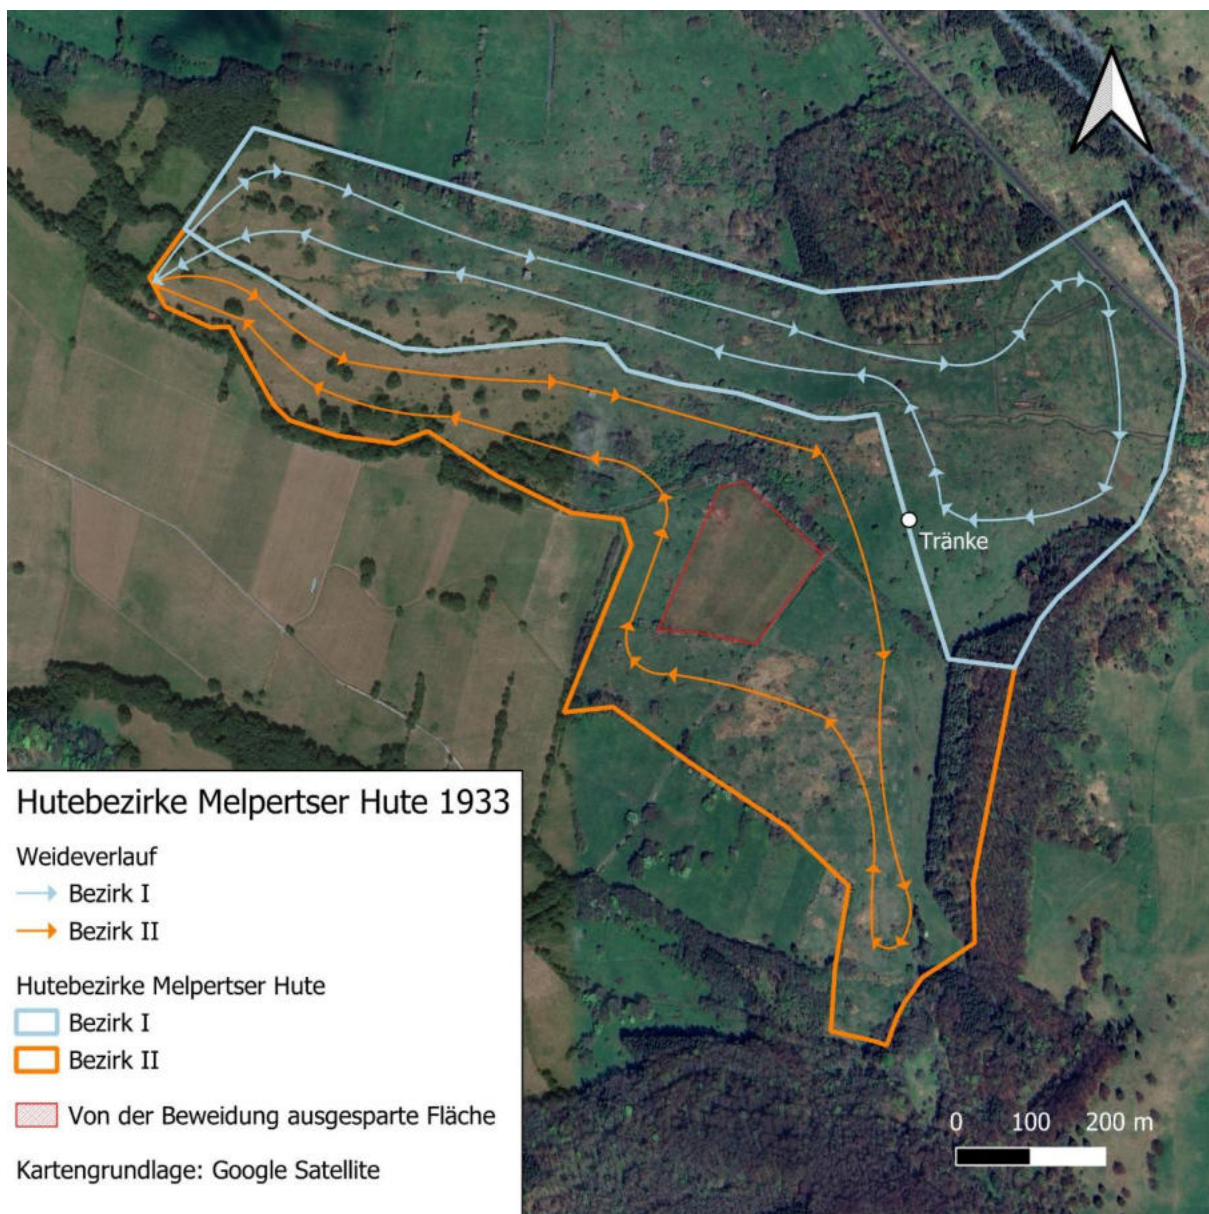 Tränke
Hutebezirke Melpertser Hute 1933
Weideverlauf
Bezirk I
Bezirk II
Hutebezirke Melpertser Hute
Bezirk I
Bezirk II
Von der Beweidung ausgesparte Fläche
Kartengrundlage: Google Satellite
0 100 200 m